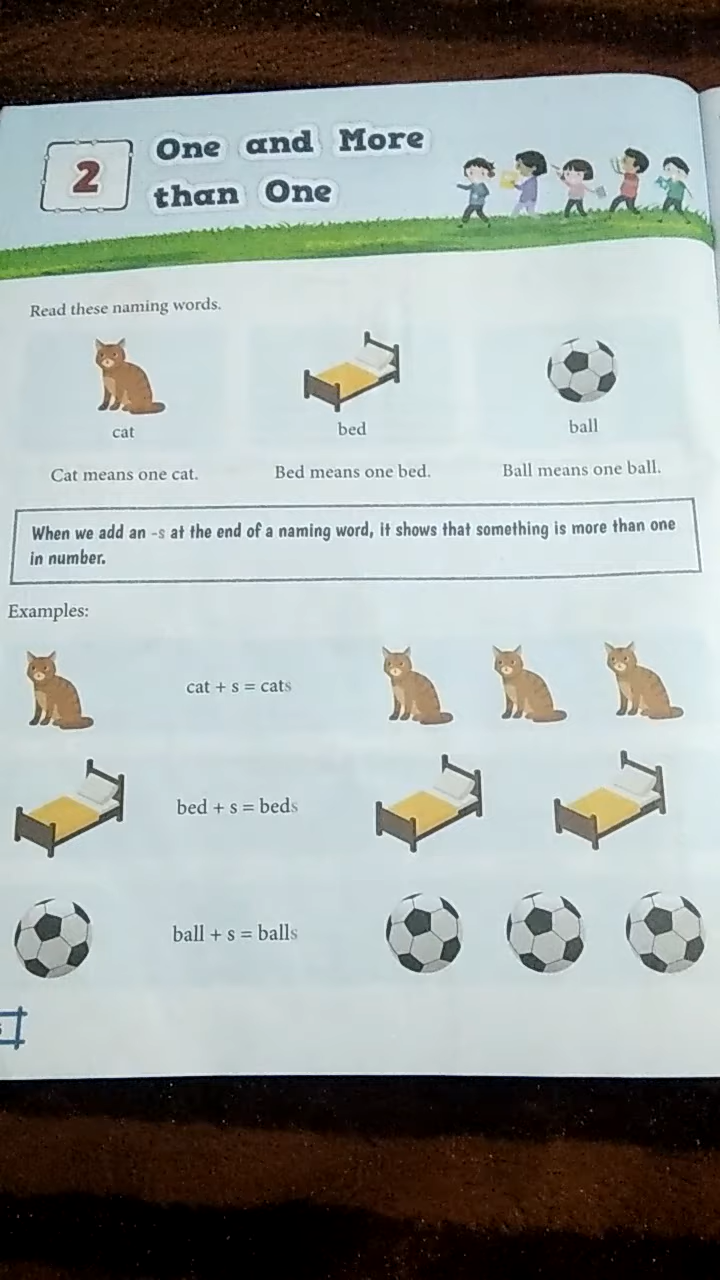 2
One and More
than One
Read these naming words.
cat bed ball
Cat means one cat. Bed means one bed. Ball means one ball.
When we add an -s at the end of a naming word, it shows that something is more than one
in number.
Examples:
cat + s = cats
bed + s = beds
ball + s = balls